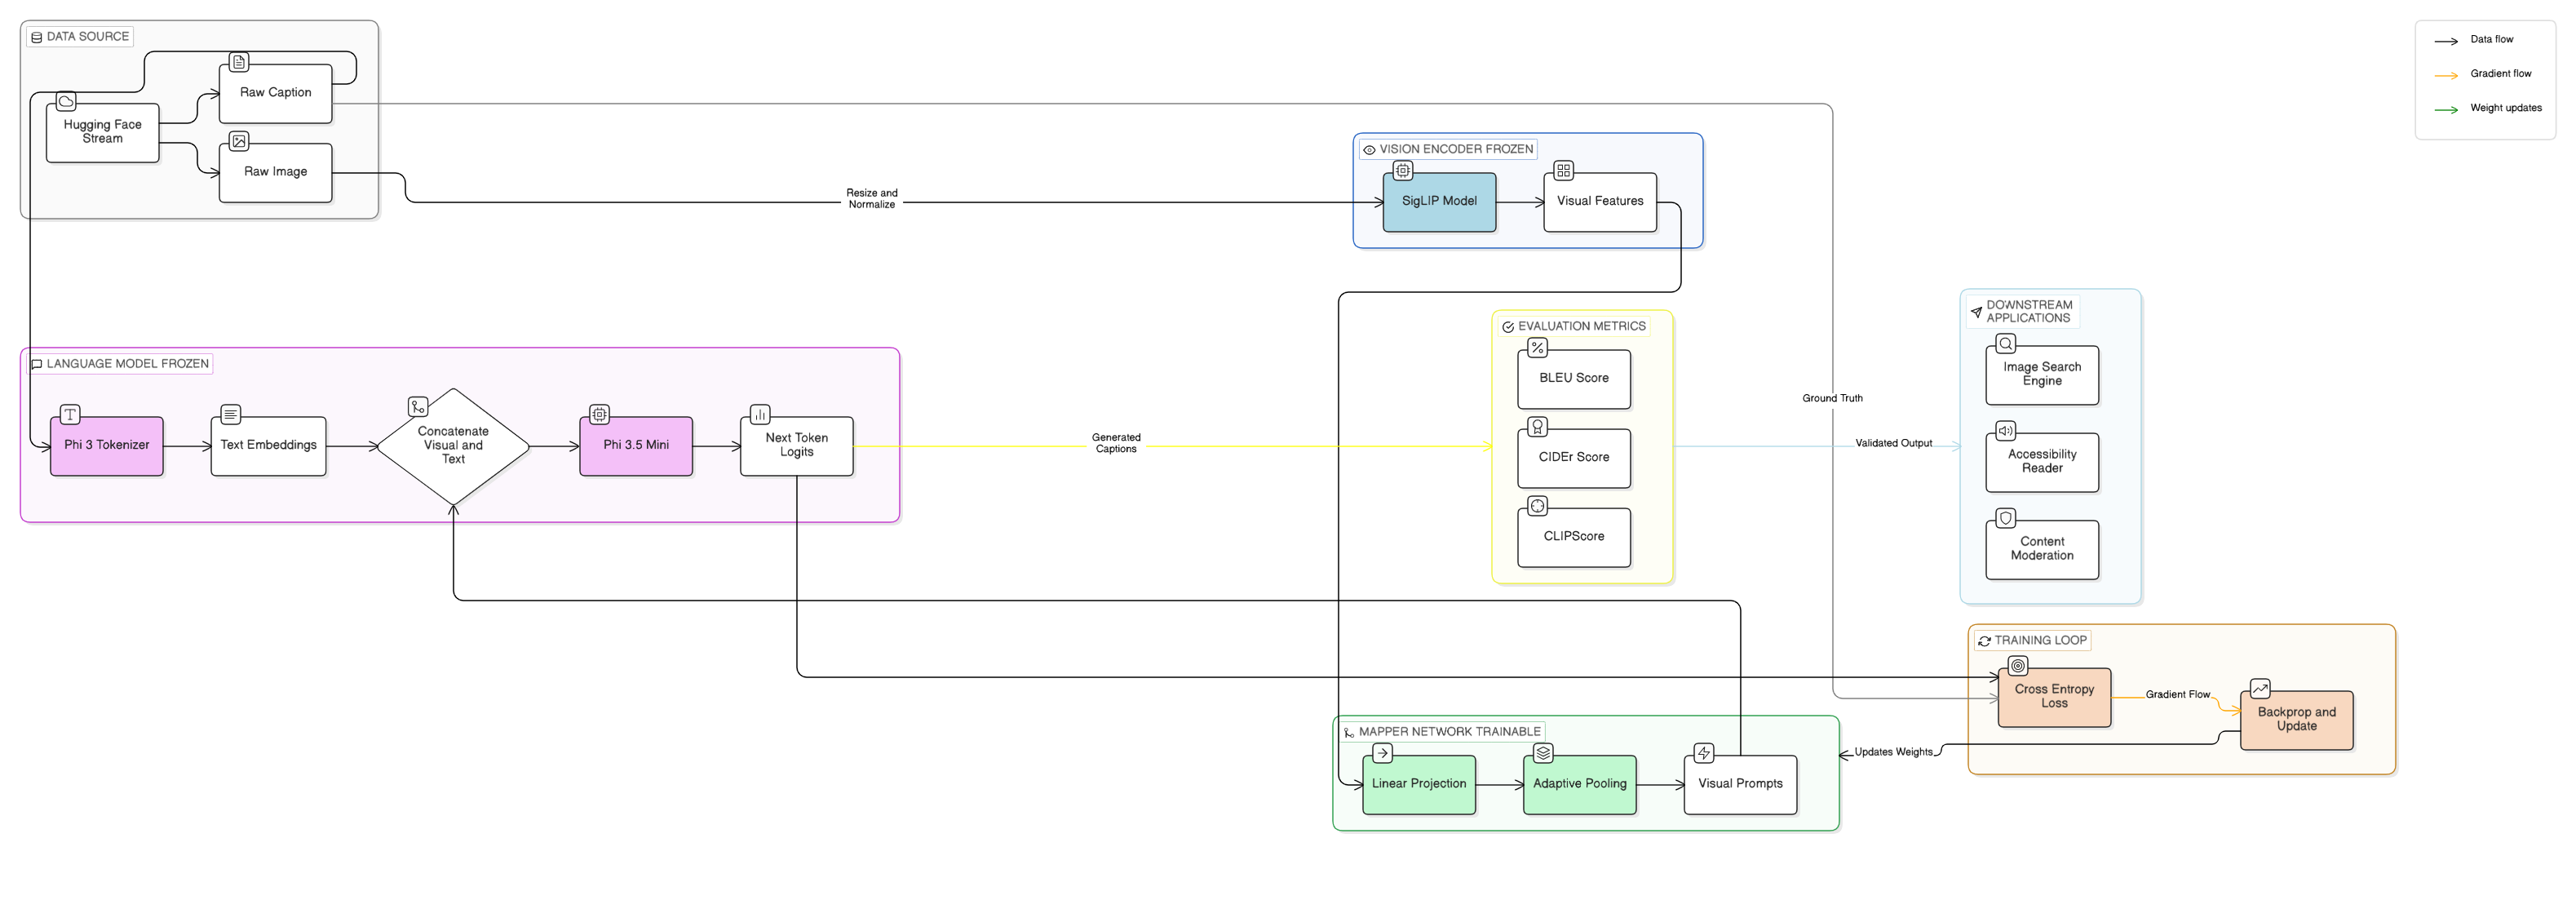 DATA SOURCE
Raw Caption
Hugging Face
Stream
Raw Image
Resize and
Normalize
VISION ENCODER FROZEN
SigLIP Model
Visual Features
Data flow
Gradient flow
Weight updates
LANGUAGE MODEL FROZEN
Phi 3 Tokenizer
Text Embeddings
Concatenate
Visual and
Text
Phi 3.5 Mini
Next Token
Logits
Generated
Captions
EVALUATION METRICS
BLEU Score
CIDEr Score
CLIPScore
Ground Truth
Validated Output
DOWNSTREAM
APPLICATIONS
Image Search
Engine
Accessibility
Reader
Content
Moderation
TRAINING LOOP
Cross Entropy
Loss
Gradient Flow
Backprop and
Update
Updates Weights
MAPPER NETWORK TRAINABLE
Linear Projection
Adaptive Pooling
Visual Prompts